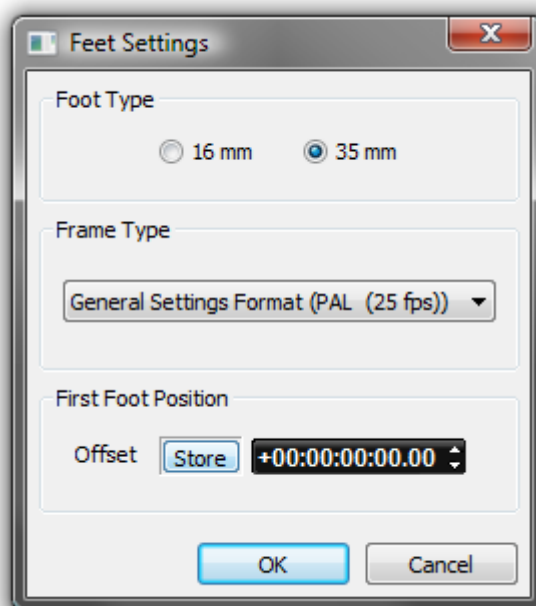 Feet Settings
Foot Type
16 mm 35 mm
Frame Type
General Settings Format (PAL (25 fps))
First Foot Position
Offset Store +00:00:00:00.00
OK Cancel